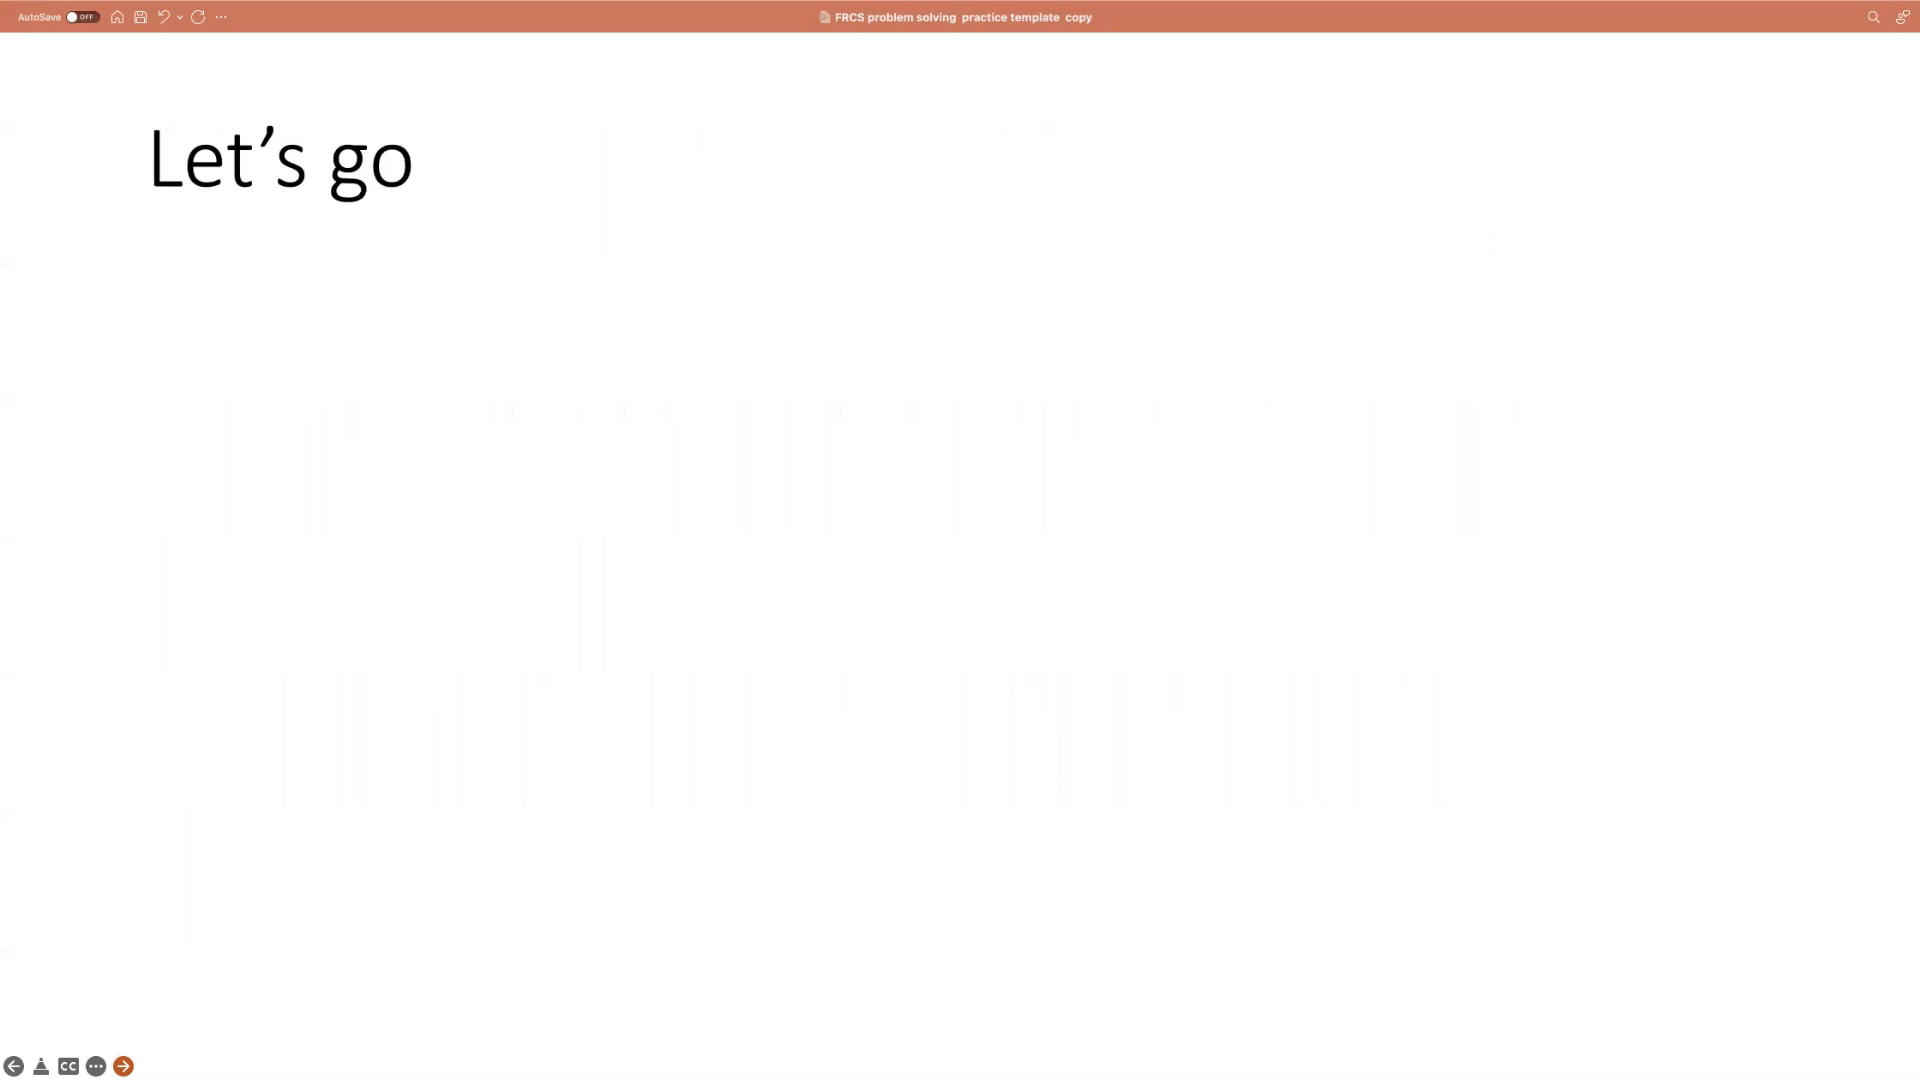 AutoSave OFF
FRCS problem solving practice template copy
Let’s go
CC